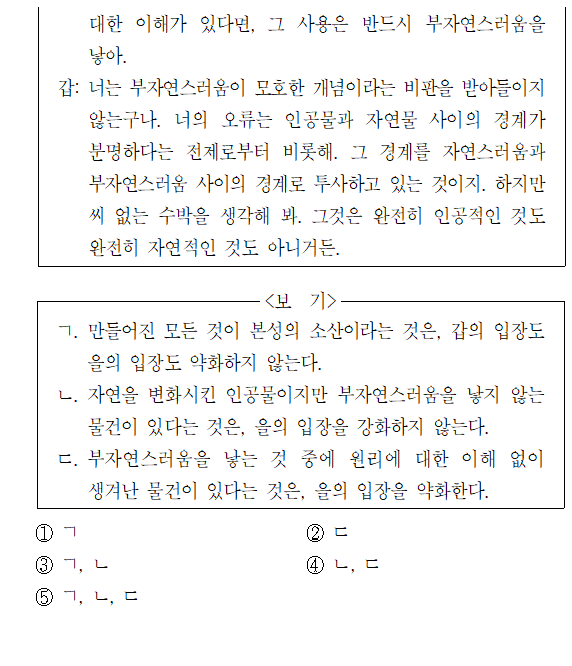 대한 이해가 있다면, 그 사용은 반드시 부자연스러움을
낳아.
갑: 너는 부자연스러움이 모호한 개념이라는 비판을 받아들이지
않는구나. 너의 오류는 인공물과 자연물 사이의 경계가
분명하다는 전제로부터 비롯해. 그 경계를 자연스러움과
부자연스러움 사이의 경계로 투사하고 있는 것이지. 하지만
씨 없는 수박을 생각해 봐. 그것은 완전히 인공적인 것도
완전히 자연적인 것도 아니거든.
<보 기>
ㄱ. 만들어진 모든 것이 본성의 소산이라는 것은, 갑의 입장도
을의 입장도 약화하지 않는다.
ㄴ. 자연을 변화시킨 인공물이지만 부자연스러움을 낳지 않는
물건이 있다는 것은, 을의 입장을 강화하지 않는다.
ㄷ. 부자연스러움을 낳는 것 중에 원리에 대한 이해 없이
생겨난 물건이 있다는 것은, 을의 입장을 약화한다.
① ㄱ ② ㄷ
③ ㄱ, ㄴ ④ ㄴ, ㄷ
⑤ ㄱ, ㄴ, ㄷ